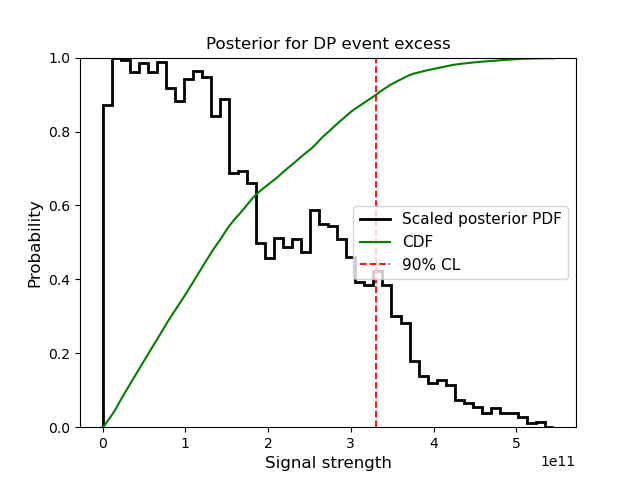 Posterior for DP event excess
Probability
1.0
0.8
0.6
0.4
0.2
0.0
Scaled posterior PDF
CDF
90% CL
0 1 2 3 4 5
1e11
Signal strength